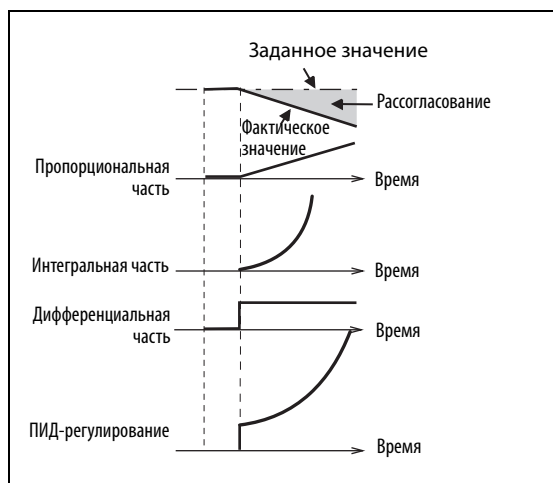 Заданное значение
Рассогласование
Фактическое
значение
Пропорциональная
часть
Время
Интегральная часть
Время
Дифференциальная
часть
Время
ПИД-регулирование
Время